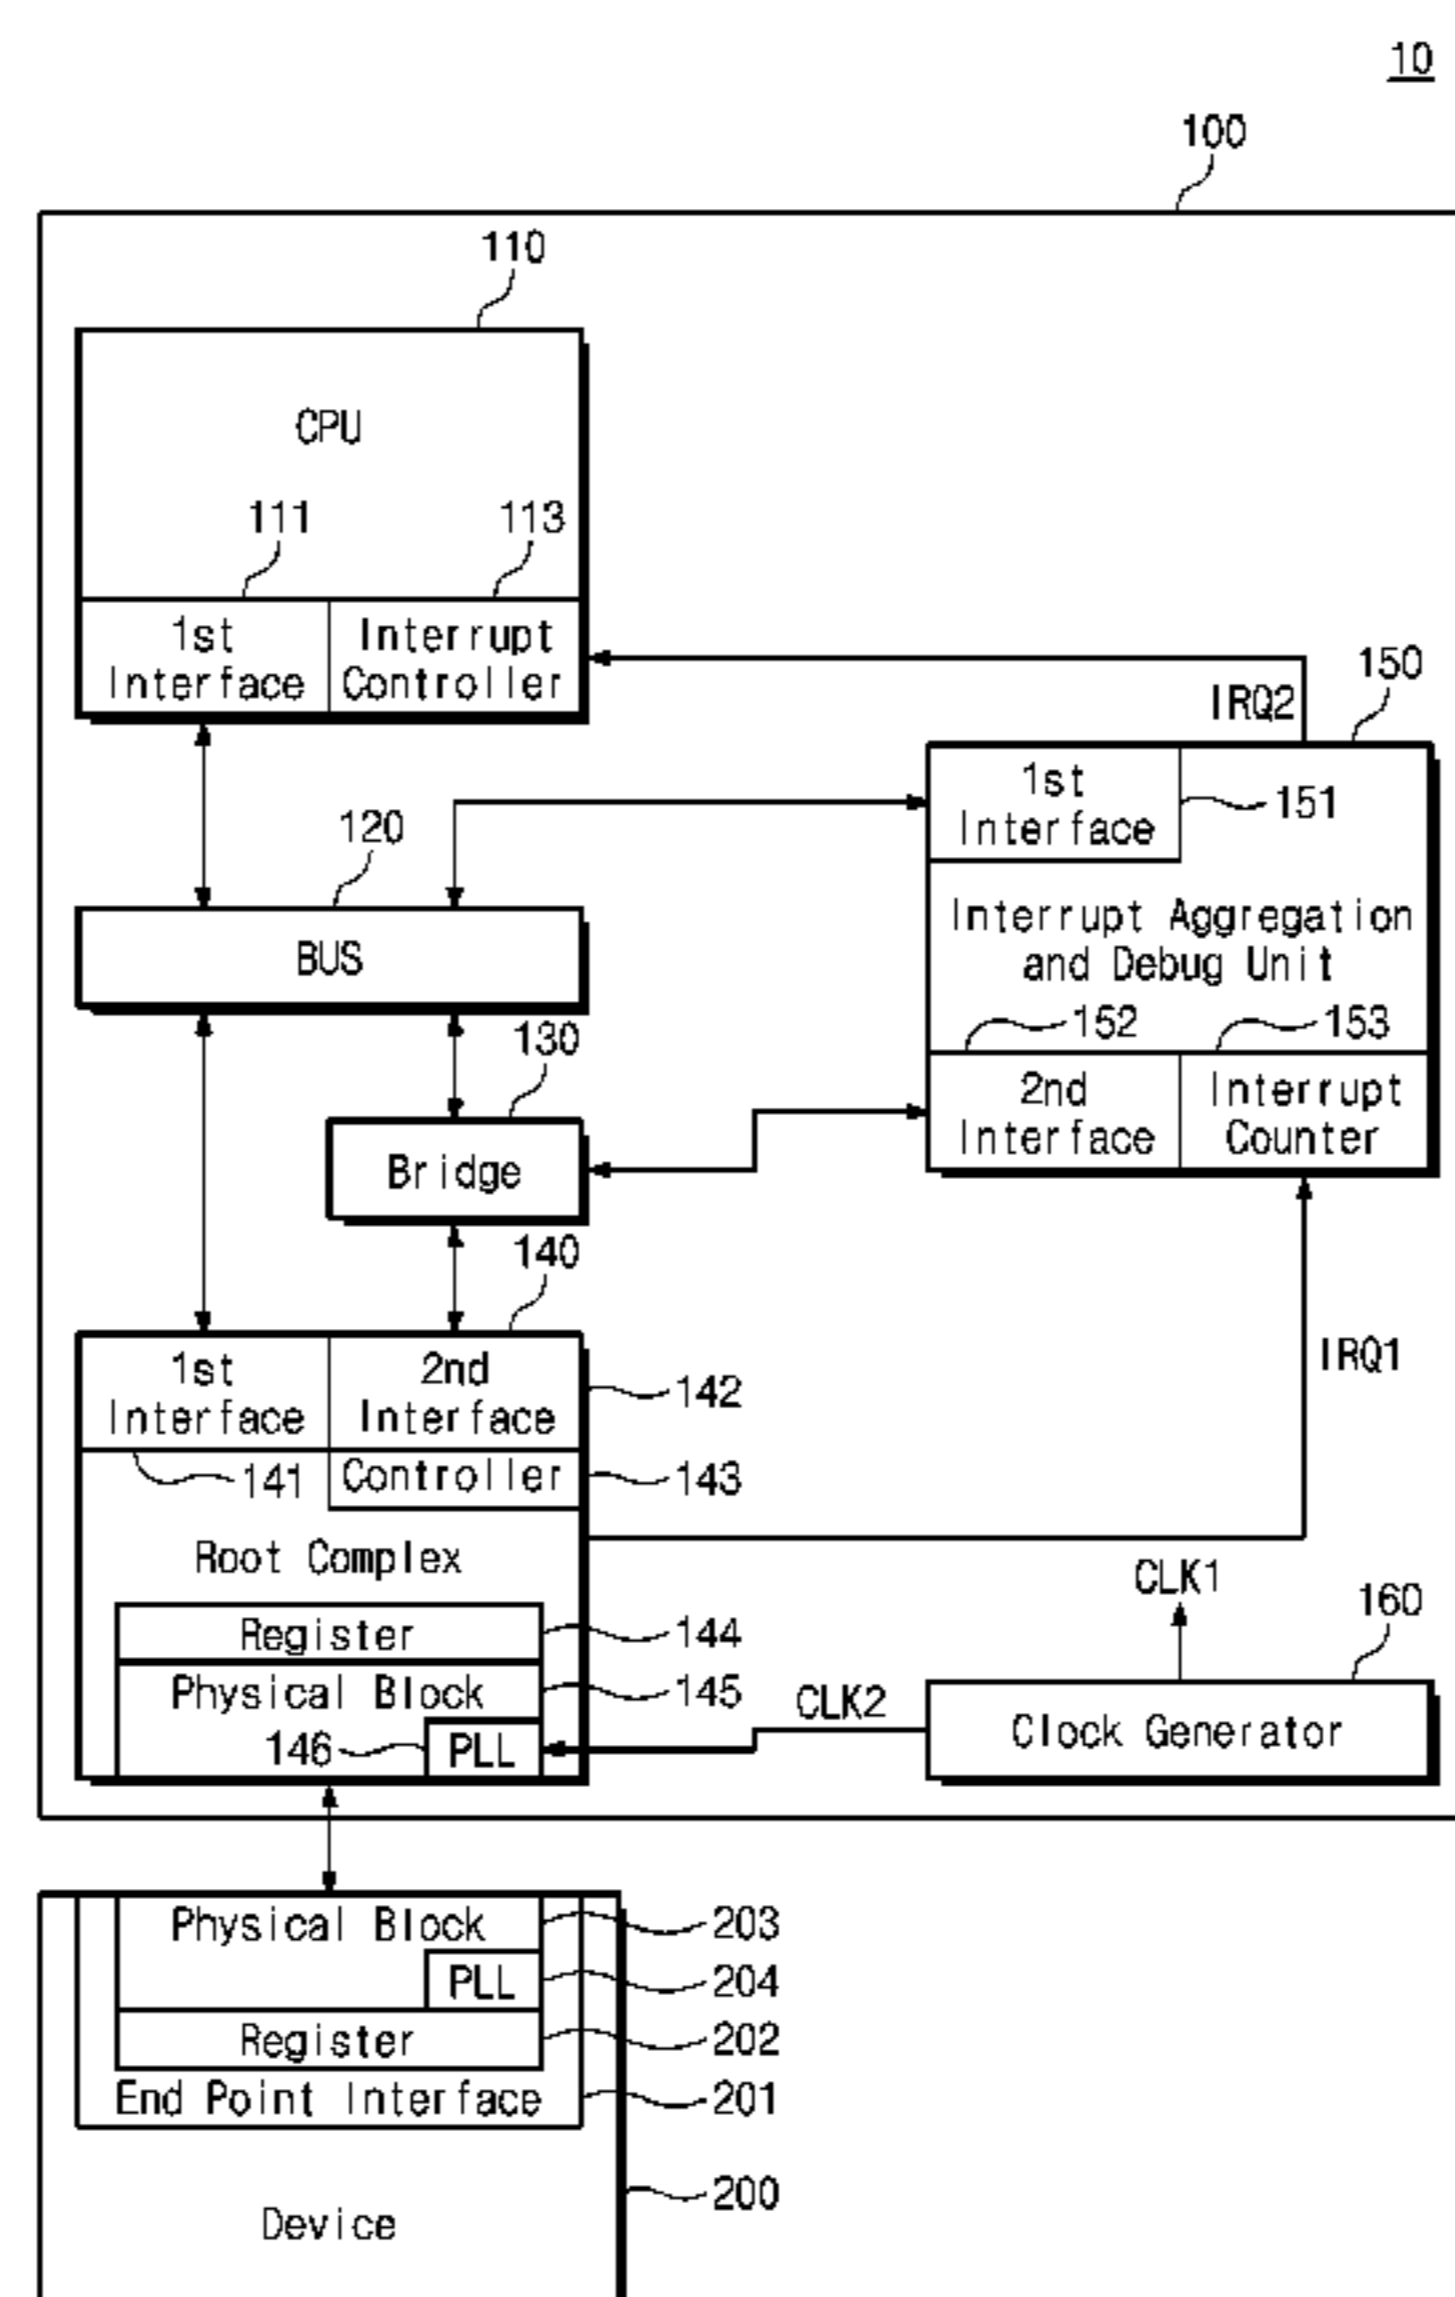 10
100
110
CPU
111 113
1st Interrupt
Interface Controller
150
IRQ2
1st
Interface
151
120
BUS
Interrupt Aggregation
and Debug Unit
152 153
130
2nd Interrupt
Interface Counter
Bridge
140
IRQ1
1st 2nd
Interface Interface
142
141
Controller
143
Root Complex
CLK1
160
Register
144
Physical Block
145
CLK2
Clock Generator
146
PLL
Physical Block
203
PLL
204
Register
202
End Point Interface
201
200
Device